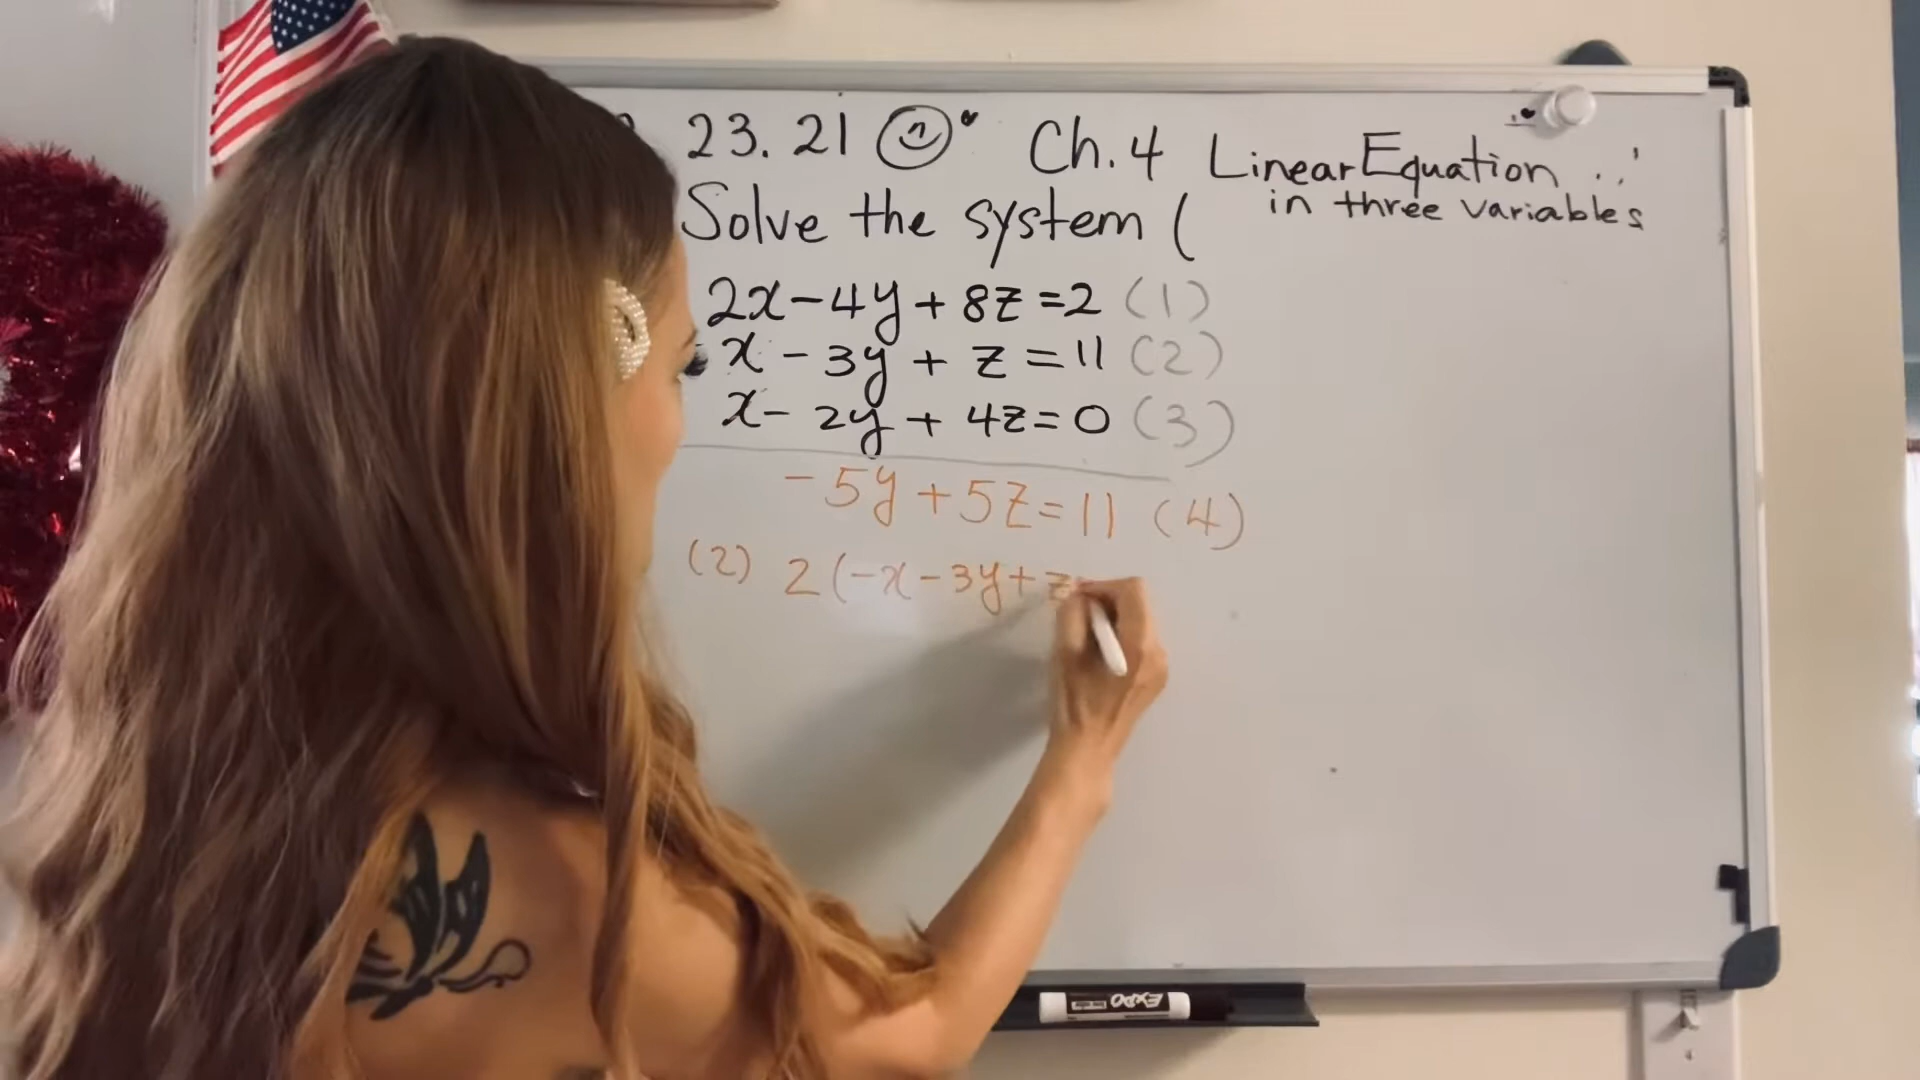 23.21 Ch.4 Linear Equation
in three variables
Solve the system (
2x-4y+8z=2 (1)
- x - 3y + z = 11 (2)
x - 2y + 4z = 0 (3)
-5y+5z=11 (4)
(2) 2(-x-3y+z=
EXPO